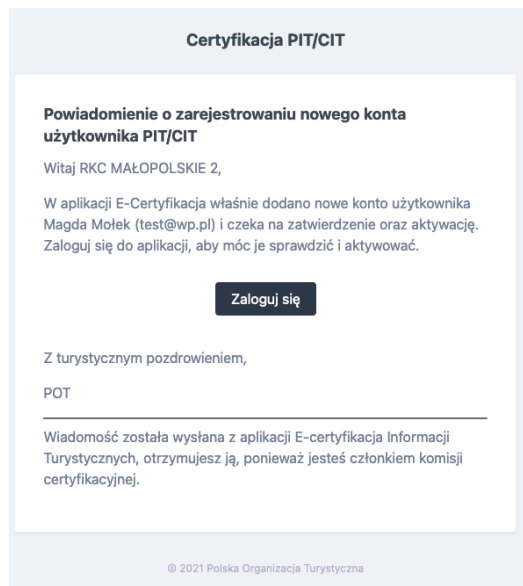 Certyfikacja PIT/CIT
Powiadomienie o zarejestrowaniu nowego konta
użytkownika PIT/CIT
Witaj RKC MAŁOPOLSKIE 2,
W aplikacji E-Certyfikacja właśnie dodano nowe konto użytkownika
Magda Mołek (test@wp.pl) i czeka na zatwierdzenie oraz aktywację.
Zaloguj się do aplikacji, aby móc je sprawdzić i aktywować.
Zaloguj się
Z turystycznym pozdrowieniem,
POT
Wiadomość została wysłana z aplikacji E-certyfikacja Informacji
Turystycznych, otrzymujesz ją, ponieważ jesteś członkiem komisji
certyfikacyjnej.
© 2021 Polska Organizacja Turystyczna